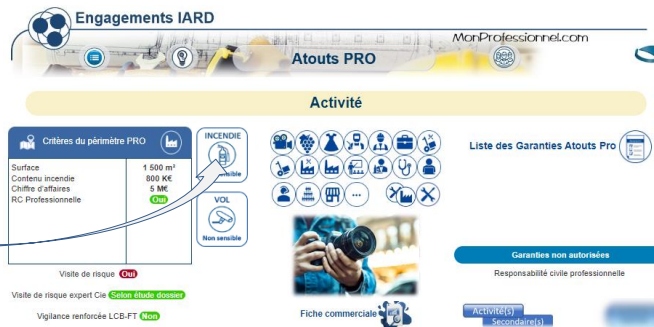 Engagements IARD
MonProfessionnel.com
Atouts PRO
Activité
Critères du périmètre PRO
Surface 1 500 m²
Contenu incendie 800 K€
Chiffre d'affaires 5 M€
RC Professionnelle Oui
INCENDIE
VOL
Non sensible
Liste des Garanties Atouts Pro
Visite de risque Oui
Visite de risque expert Cie Selon étude dossier
Vigilance renforcée LCB-FT Non
Fiche commerciale
Garanties non autorisées
Responsabilité civile professionnelle
Activité(s)
Secondaire(s)